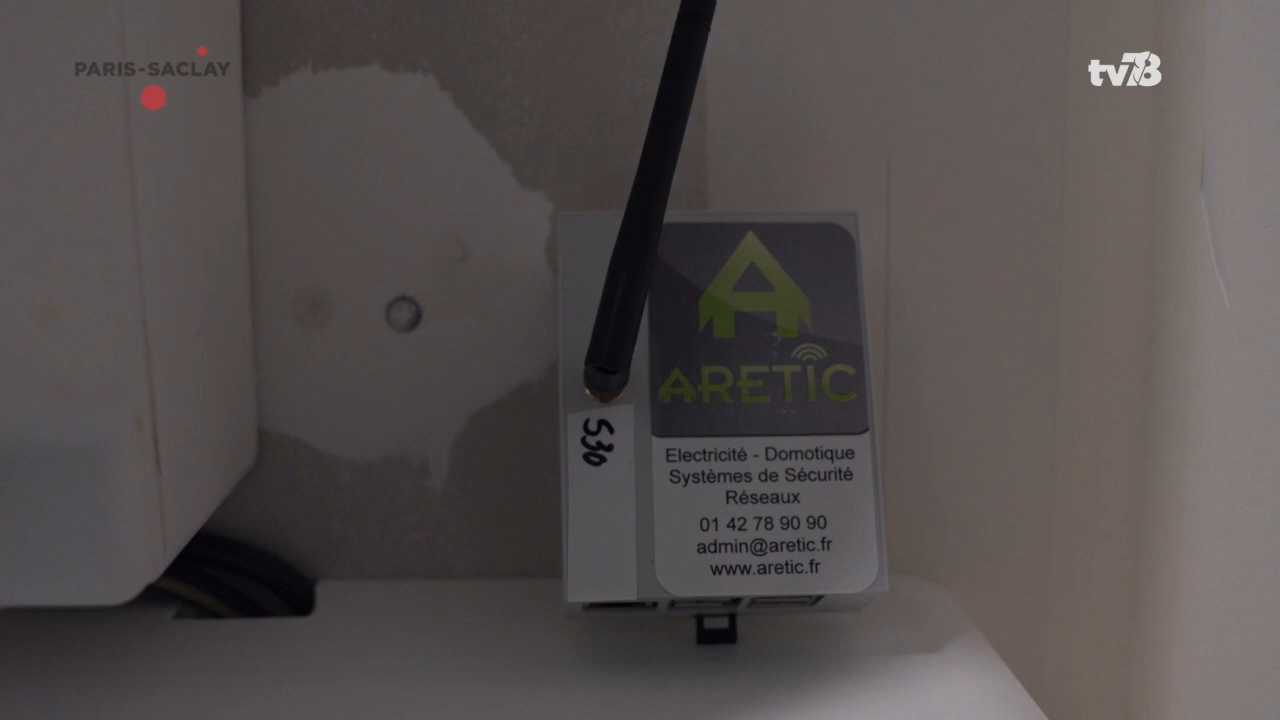 PARIS-SACLAY
tv78
ARETIC
S30
Electricité - Domotique
Systèmes de Sécurité
Réseaux
01 42 78 90 90
admin@aretic.fr
www.aretic.fr